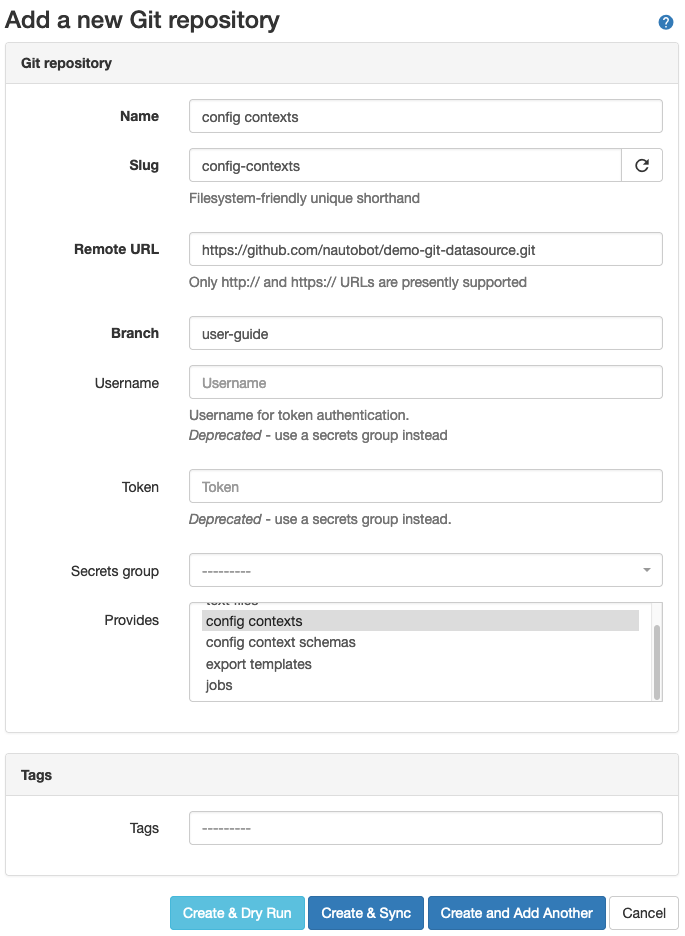 Add a new Git repository
?
Git repository
Name
config contexts
Slug
config-contexts
Filesystem-friendly unique shorthand
Remote URL
https://github.com/nautobot/demo-git-datasource.git
Only http:// and https:// URLs are presently supported
Branch
user-guide
Username
Username
Username for token authentication.
Deprecated - use a secrets group instead
Token
Token
Deprecated - use a secrets group instead.
Secrets group
---------
Provides
text files
config contexts
config context schemas
export templates
jobs
Tags
Tags
---------
Create & Dry Run
Create & Sync
Create and Add Another
Cancel